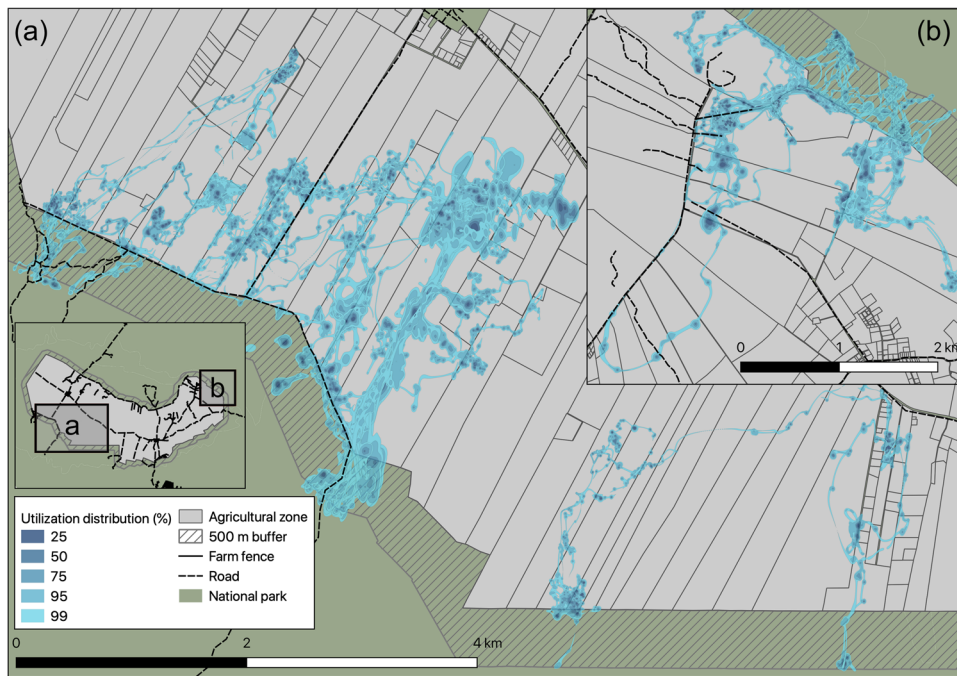 (a)
(b)
0 1 2 km
a
b
Utilization distribution (%)
25
50
75
95
99
Agricultural zone
500 m buffer
Farm fence
Road
National park
0 2 4 km